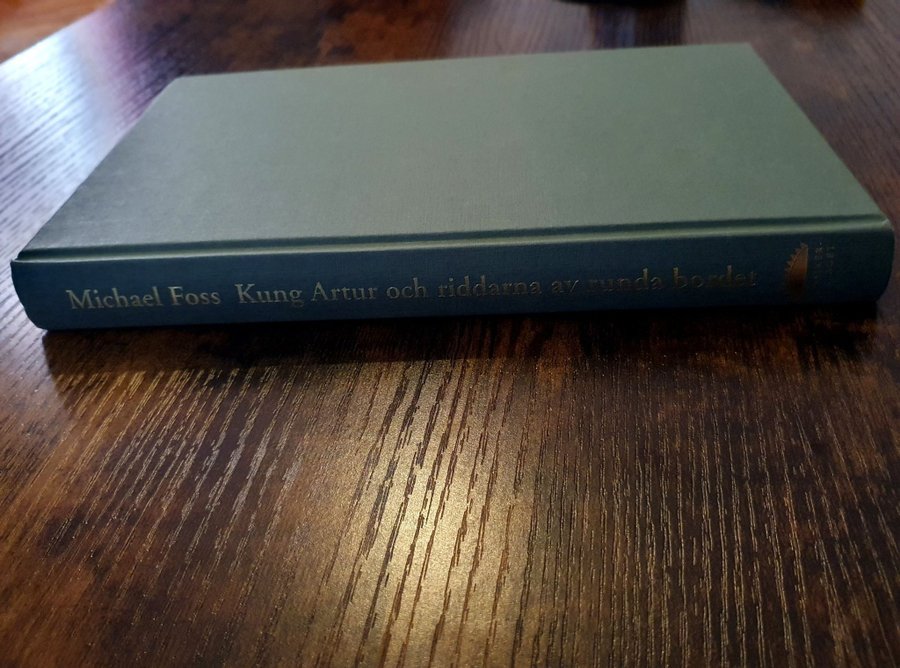 Michael Foss Kung Artur och riddarna av runda bordet